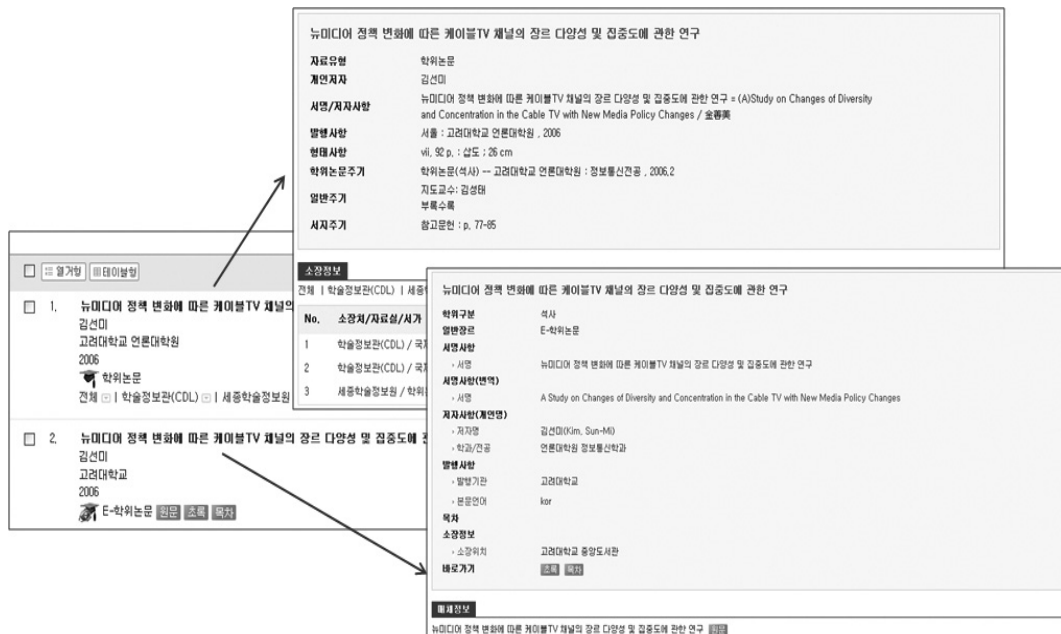 뉴미디어 정책 변화에 따른 케이블TV 채널의 장르 다양성 및 집중도에 관한 연구
자료유형 학위논문
개인저자 김선미
서명/저자사항 뉴미디어 정책 변화에 따른 케이블TV 채널의 장르 다양성 및 집중도에 관한 연구 = (A)Study on Changes of Diversity
and Concentration in the Cable TV with New Media Policy Changes / 金善美
발행사항 서울 : 고려대학교 언론대학원 , 2006
형태사항 vii, 92 p. : 삽도 ; 26 cm
학위논문주기 학위논문(석사) -- 고려대학교 언론대학원 : 정보통신전공 , 2006.2
일반주기 지도교수: 김성태
부록수록
서지주기 참고문헌 : p. 77-85
소장정보
전체 | 학술정보관(CDL) | 세종
No. 소장처/자료실/서가
1 학술정보관(CDL) / 국
2 학술정보관(CDL) / 국
3 세종학술정보원 / 학위
열거형 테이블형
1. 뉴미디어 정책 변화에 따른 케이블TV 채널의
김선미
고려대학교 언론대학원
2006
학위논문
전체 | 학술정보관(CDL) | 세종학술정보원
2. 뉴미디어 정책 변화에 따른 케이블TV 채널의 장르 다양성 및 집중도에
김선미
고려대학교
2006
E-학위논문 원문 초록 목차
뉴미디어 정책 변화에 따른 케이블TV 채널의 장르 다양성 및 집중도에 관한 연구
학위구분 석사
일반장르 E-학위논문
서명사항
› 서명 뉴미디어 정책 변화에 따른 케이블TV 채널의 장르 다양성 및 집중도에 관한 연구
서명사항(번역)
› 서명 A Study on Changes of Diversity and Concentration in the Cable TV with New Media Policy Changes
저자사항(개인명)
› 저자명 김선미(Kim, Sun-Mi)
› 학과/전공 언론대학원 정보통신학과
발행사항
› 발행기관 고려대학교
› 본문언어 kor
목차
소장정보
› 소장위치 고려대학교 중앙도서관
바로가기 초록 목차
매체정보
뉴미디어 정책 변화에 따른 케이블TV 채널의 장르 다양성 및 집중도에 관한 연구 원문